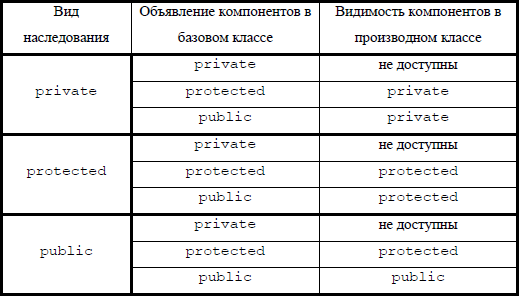 Вид наследования Объявление компонентов в базовом классе Видимость компонентов в производном классе
private private не доступны
protected private
public private
protected private не доступны
protected protected
public protected
public private не доступны
protected protected
public public